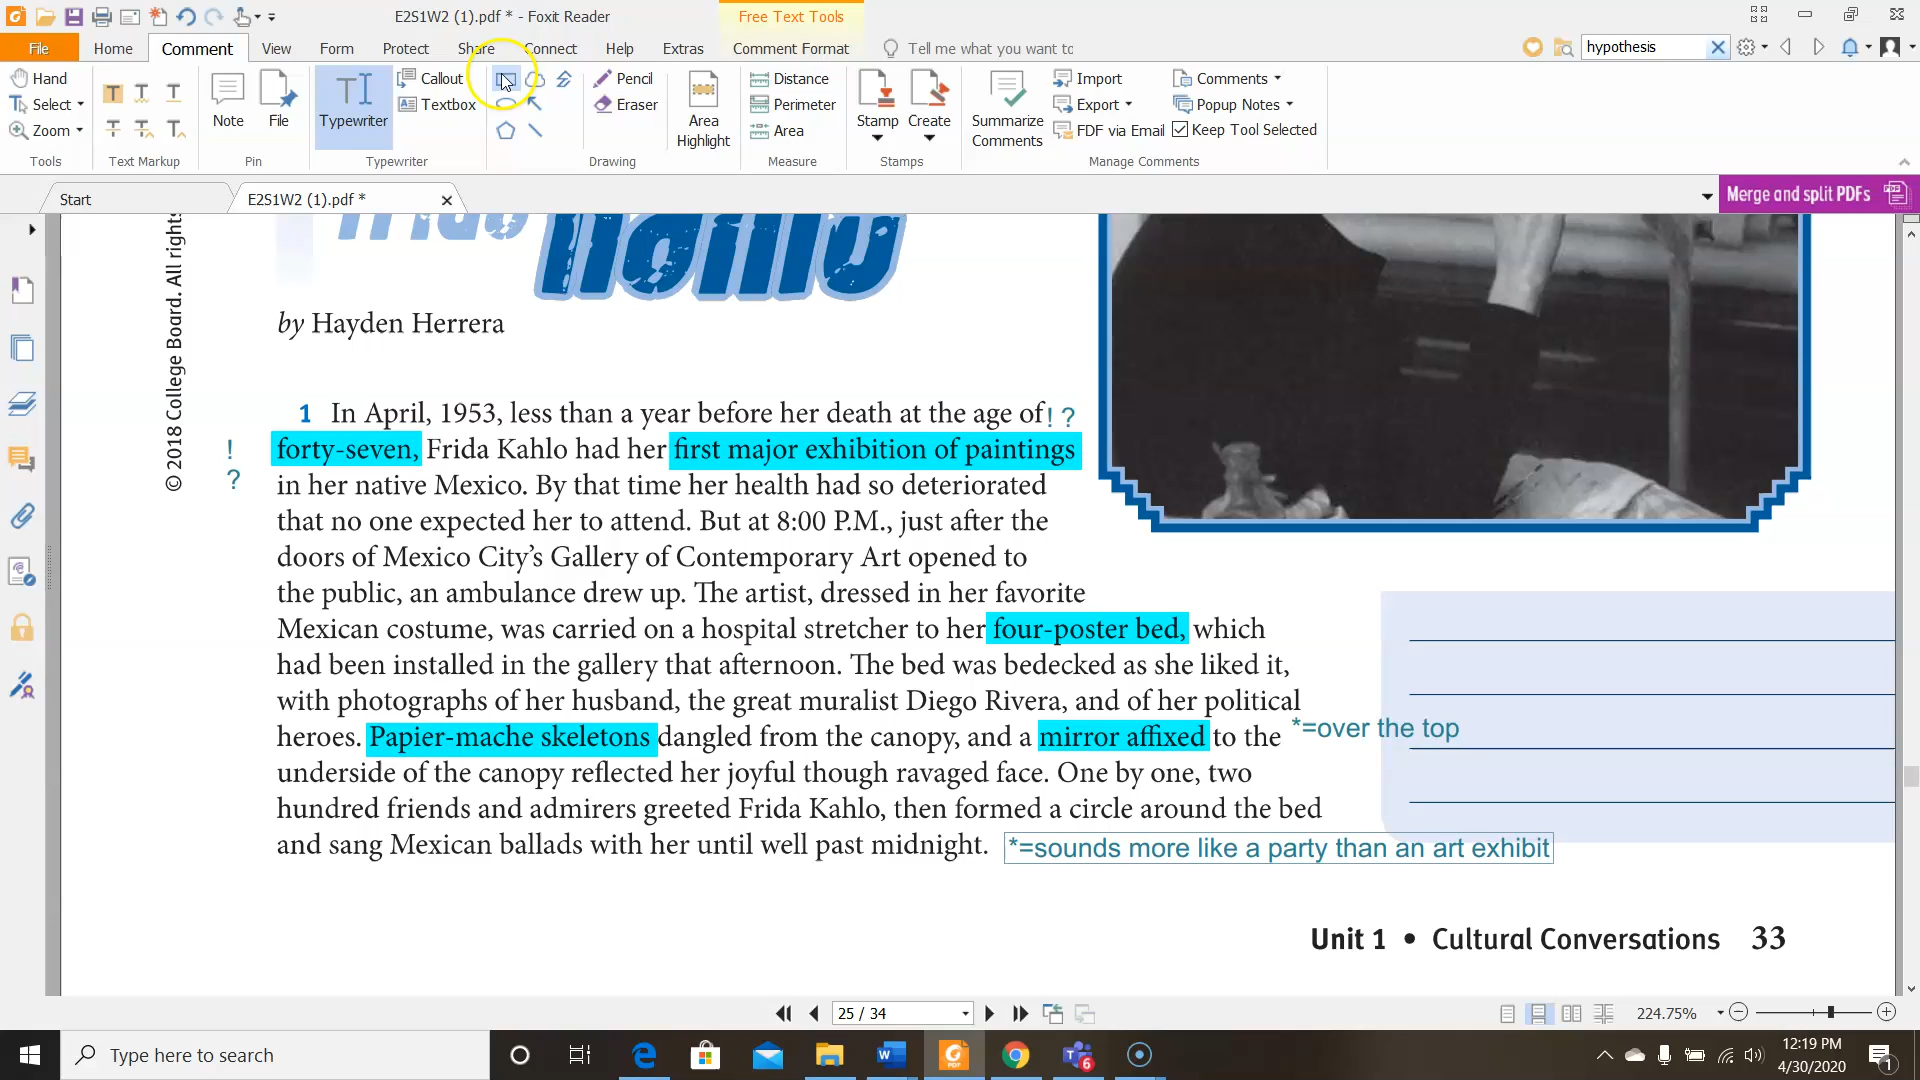 E2S1W2 (1).pdf * - Foxit Reader
Free Text Tools
File Home Comment View Form Protect Share Connect Help Extras Comment Format Tell me what you want to hypothesis
Hand
Select
Zoom
Tools
Text Markup
Note
File
Pin
Typewriter
Callout
Textbox
Typewriter
Pencil
Eraser
Drawing
Area Highlight
Distance
Perimeter
Area
Measure
Stamp
Create
Stamps
Summarize Comments
Import
Export
FDF via Email
Comments
Popup Notes
Keep Tool Selected
Manage Comments
Start E2S1W2 (1).pdf * Merge and split PDFs
© 2018 College Board. All rights
Frida
Kahlo
by Hayden Herrera
1 In April, 1953, less than a year before her death at the age of ! ?
! forty-seven, Frida Kahlo had her first major exhibition of paintings
? in her native Mexico. By that time her health had so deteriorated
that no one expected her to attend. But at 8:00 P.M., just after the
doors of Mexico City’s Gallery of Contemporary Art opened to
the public, an ambulance drew up. The artist, dressed in her favorite
Mexican costume, was carried on a hospital stretcher to her four-poster bed, which
had been installed in the gallery that afternoon. The bed was bedecked as she liked it,
with photographs of her husband, the great muralist Diego Rivera, and of her political
heroes. Papier-mache skeletons dangled from the canopy, and a mirror affixed to the *=over the top
underside of the canopy reflected her joyful though ravaged face. One by one, two
hundred friends and admirers greeted Frida Kahlo, then formed a circle around the bed
and sang Mexican ballads with her until well past midnight. *=sounds more like a party than an art exhibit
Unit 1 • Cultural Conversations 33
25 / 34
224.75%
Type here to search
6
12:19 PM
4/30/2020
1